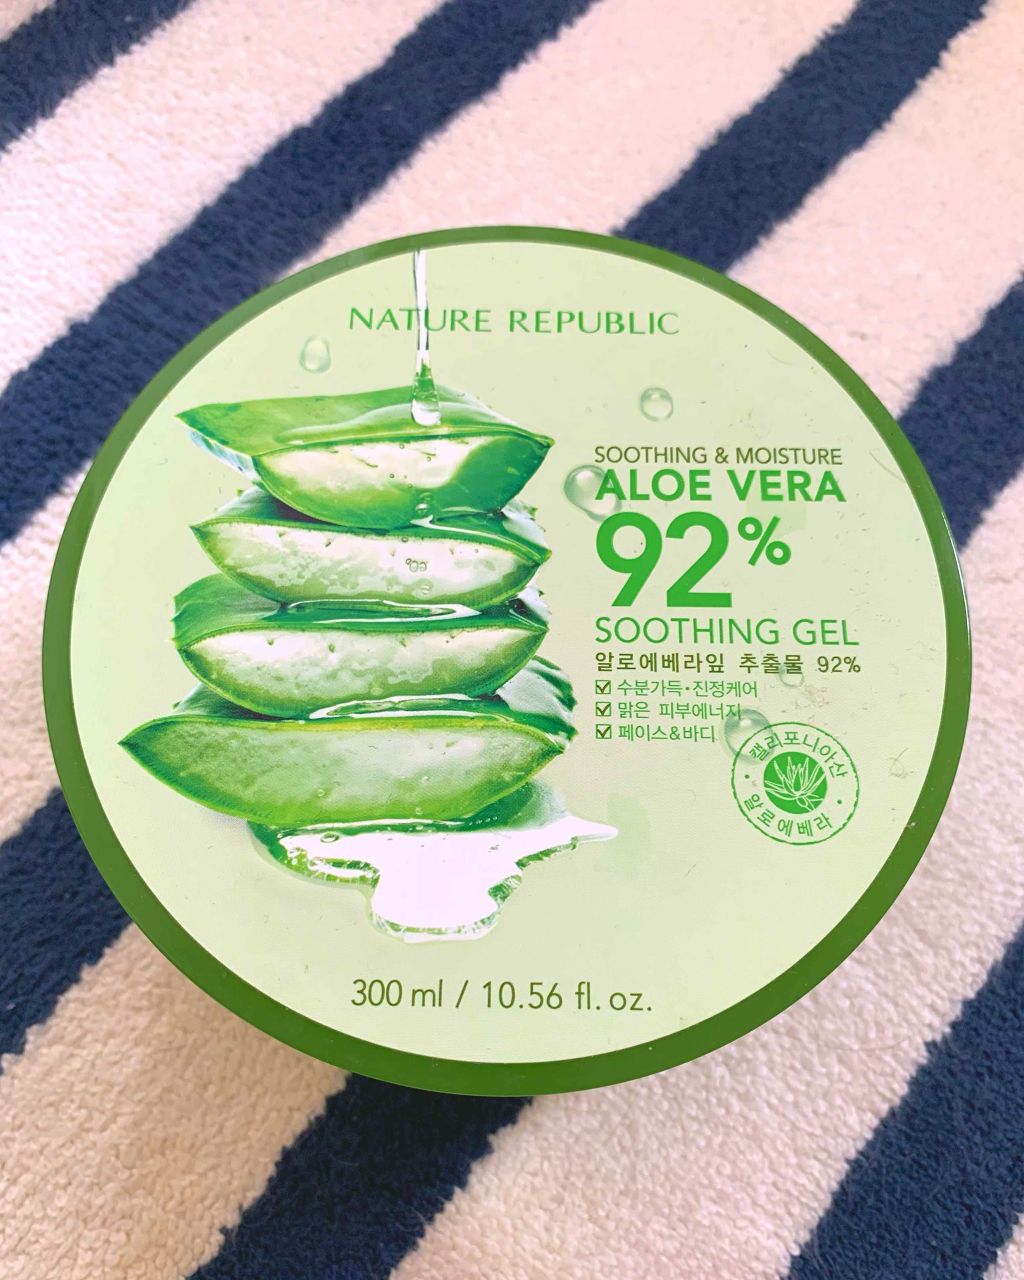 NATURE REPUBLIC
SOOTHING & MOISTURE
ALOE VERA
92%
SOOTHING GEL
알로에베라잎 추출물 92%
수분가득·진정케어
맑은 피부에너지
페이스&바디
캘리포니아산
알로에베라
300 ml / 10.56 fl. oz.